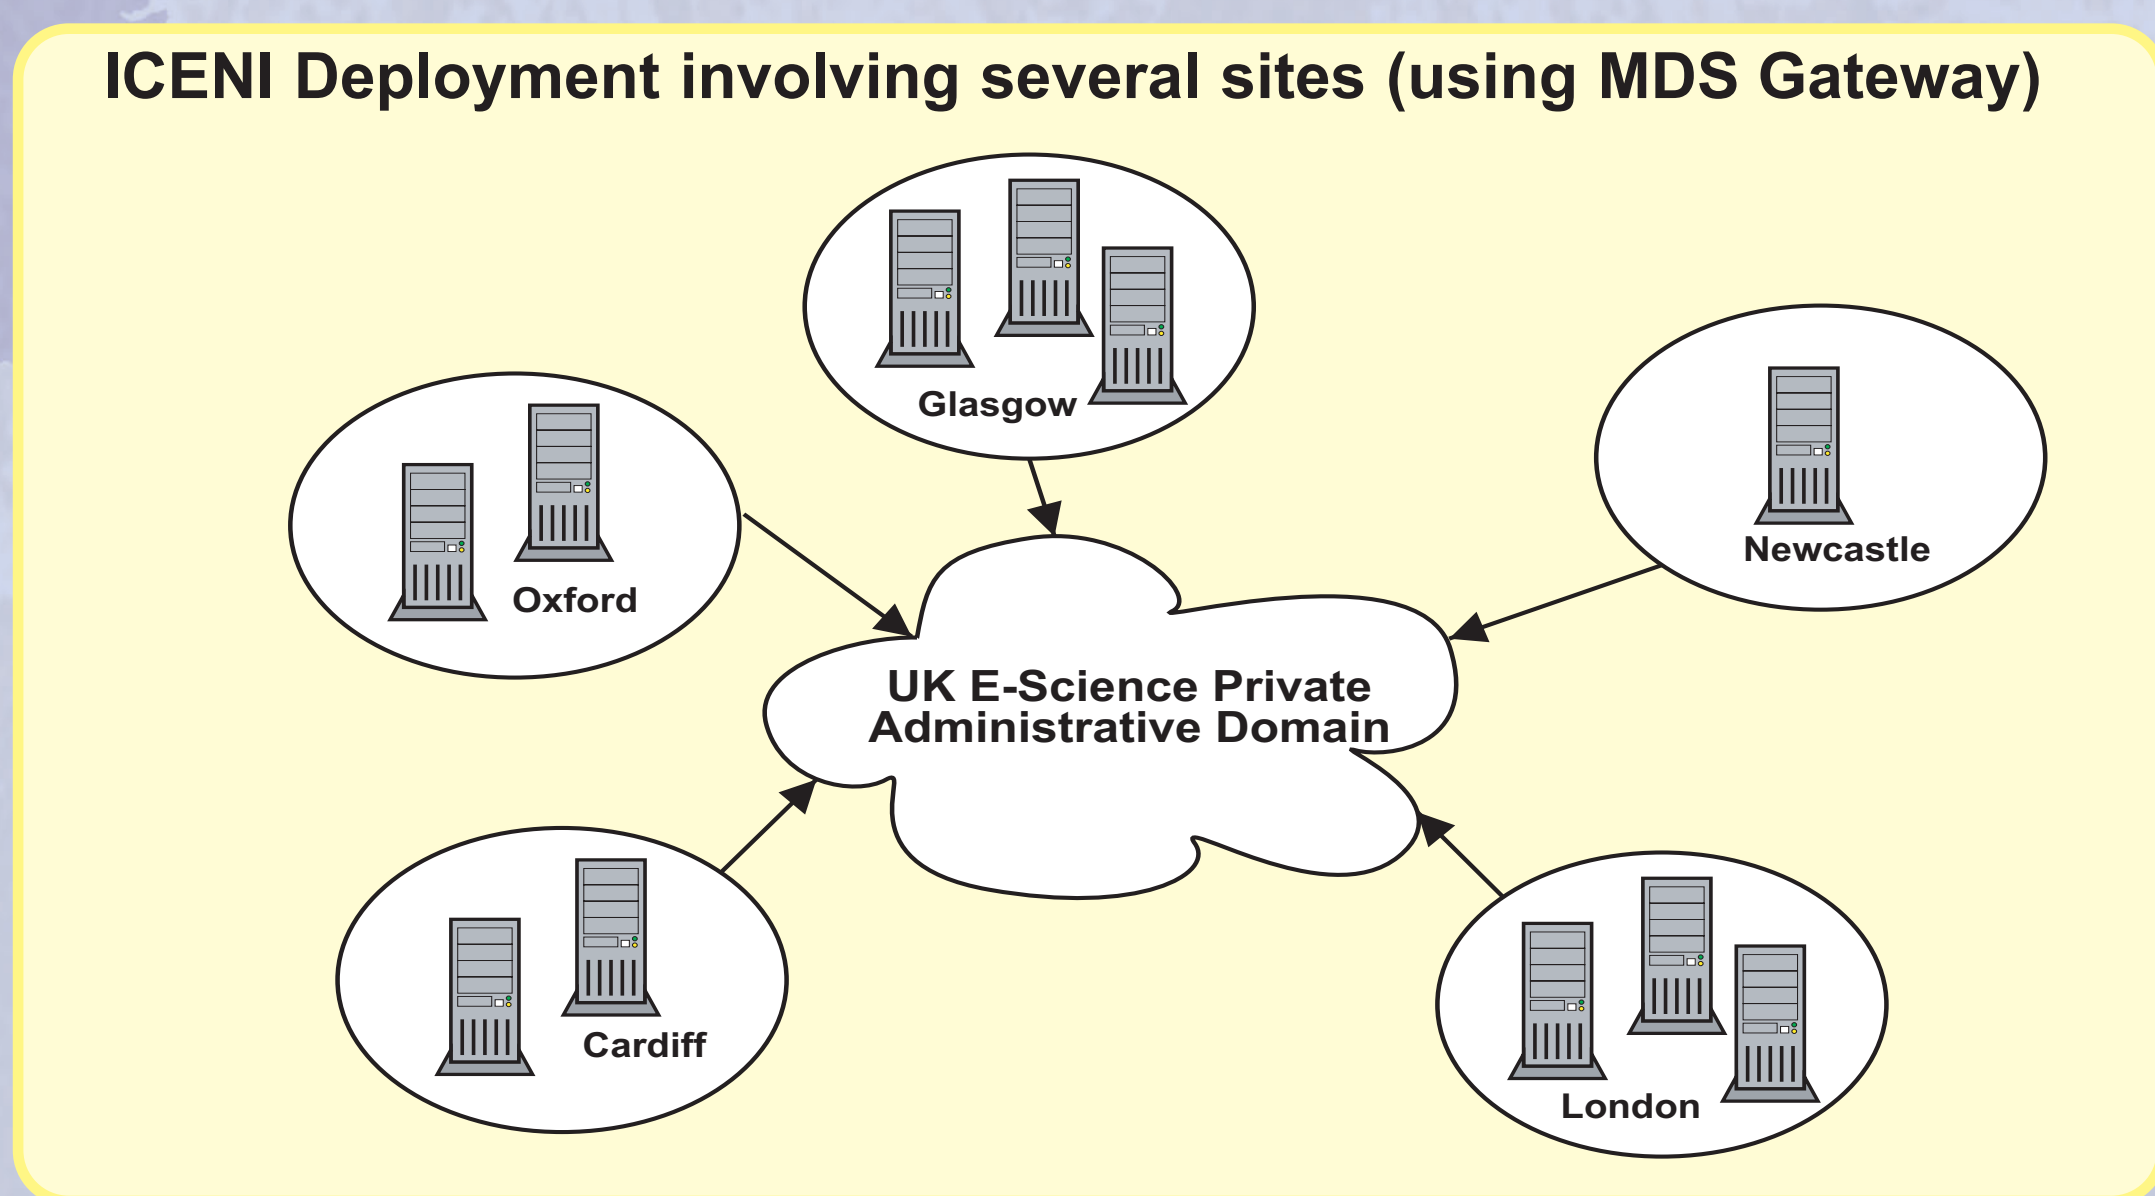 ICENI Deployment involving several sites (using MDS Gateway)
Glasgow
Newcastle
Oxford
UK E-Science Private
Administrative Domain
Cardiff
London